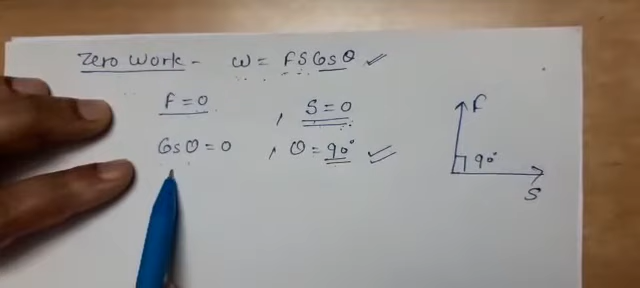 Zero Work - W = FS Cos θ ✓
F = 0 , S = 0
Cos θ = 0 , θ = 90° ✓
F
90°
S